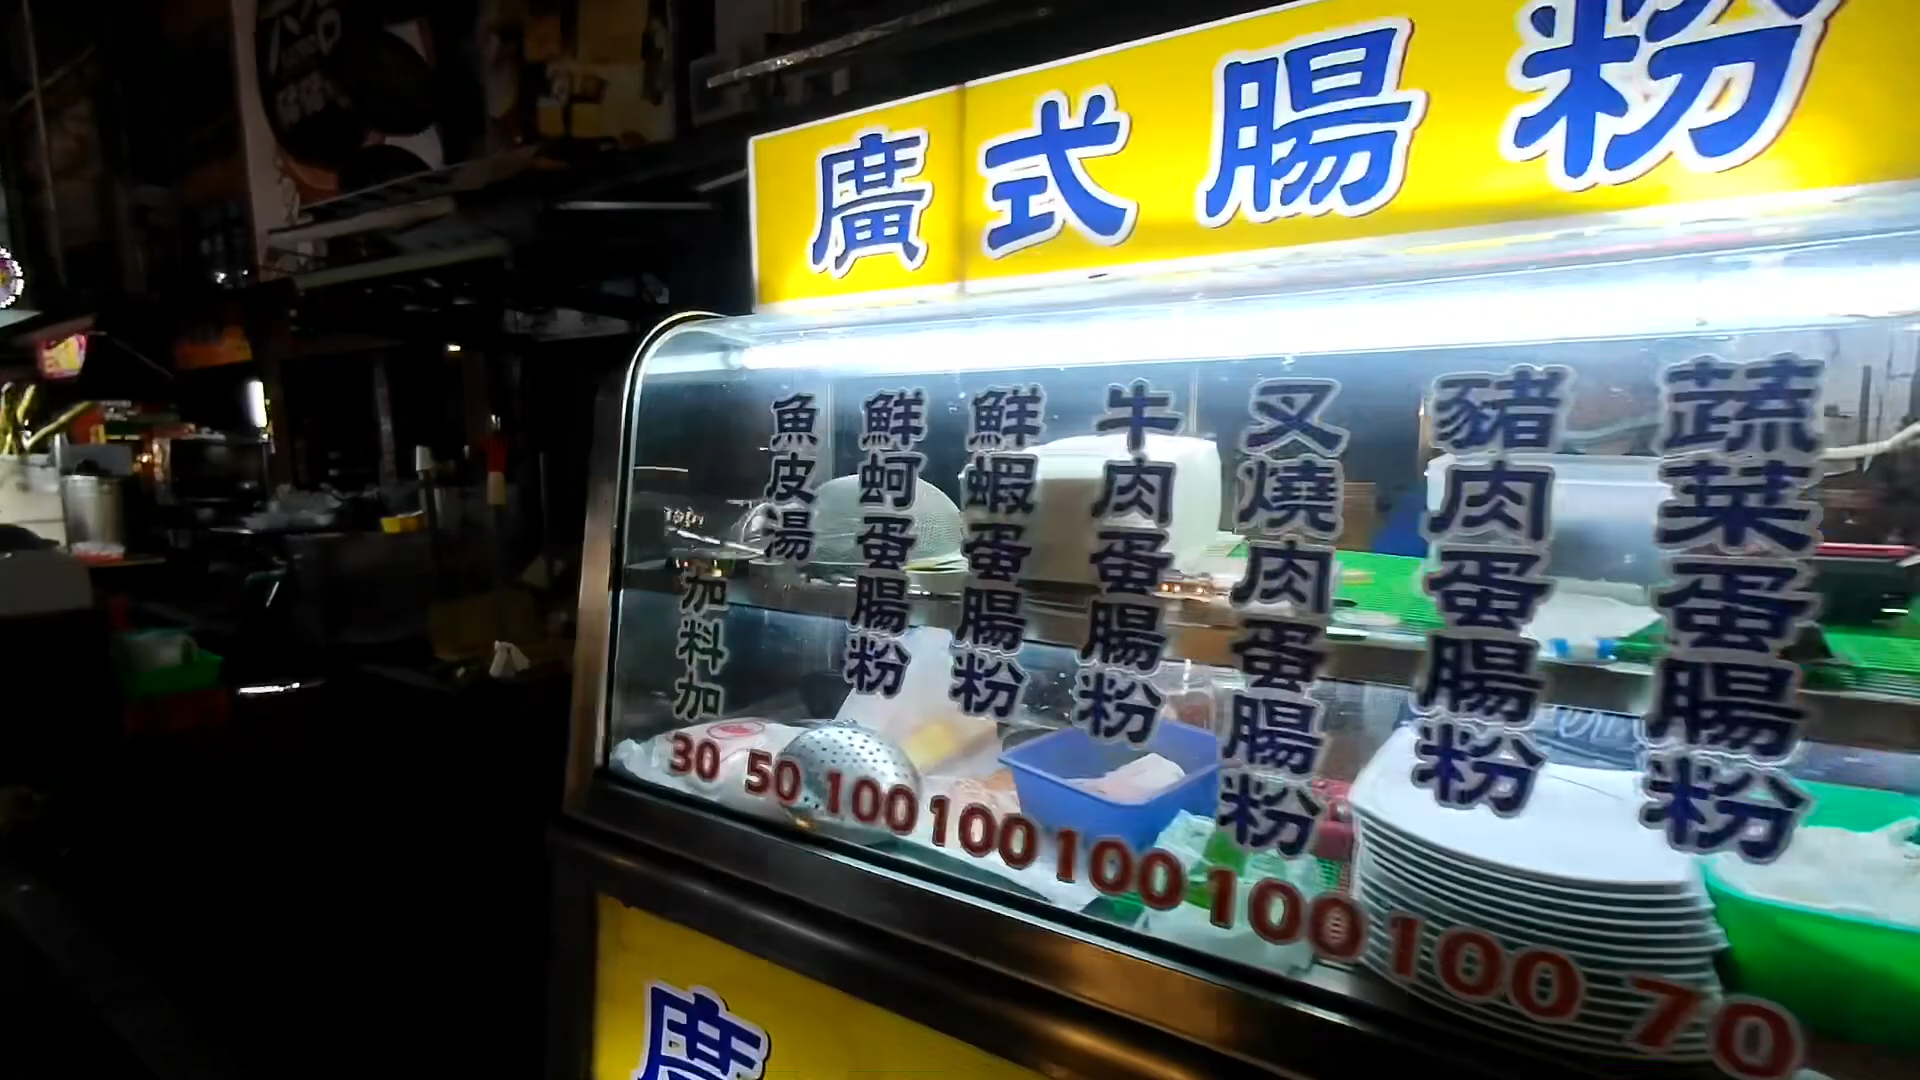 廣式腸粉
蔬菜蛋腸粉 70
豬肉蛋腸粉 100
叉燒肉蛋腸粉 100
牛肉蛋腸粉 100
鮮蝦蛋腸粉 100
鮮蚵蛋腸粉 100
魚皮湯 50
加料加 30
廣